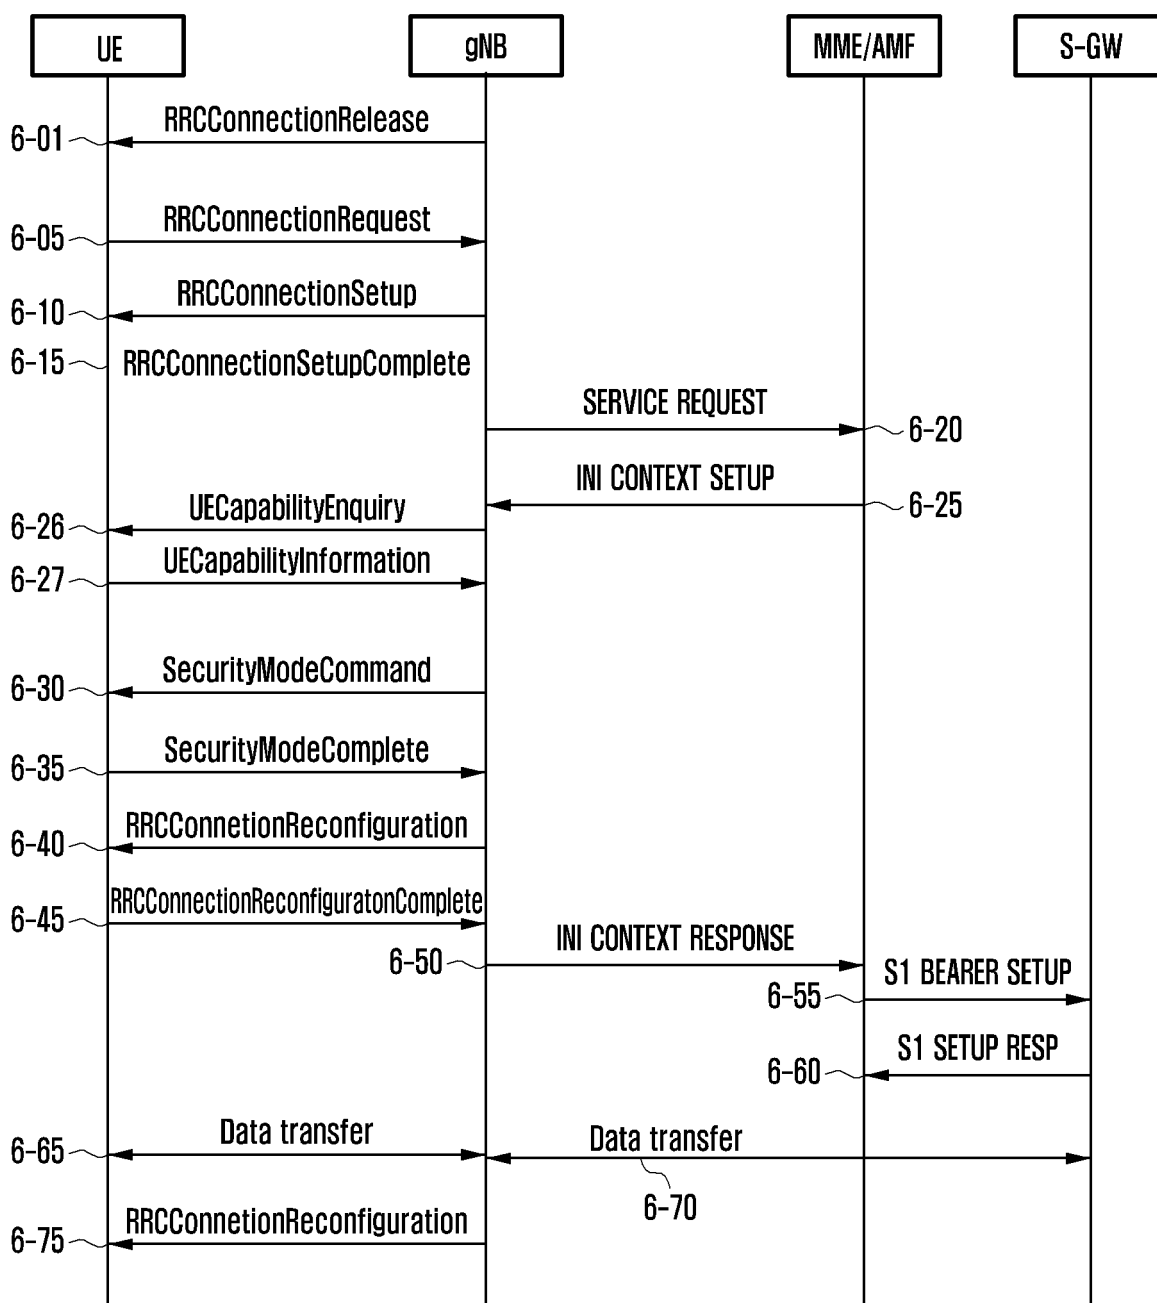 UE
gNB
MME/AMF
S-GW
RRCConnectionRelease
6-01
RRCConnectionRequest
6-05
RRCConnectionSetup
6-10
6-15
RRCConnectionSetupComplete
SERVICE REQUEST
6-20
INI CONTEXT SETUP
6-25
UECapabilityEnquiry
6-26
UECapabilityInformation
6-27
SecurityModeCommand
6-30
SecurityModeComplete
6-35
RRCConnetionReconfiguration
6-40
RRCConnectionReconfiguratonComplete
6-45
INI CONTEXT RESPONSE
6-50
S1 BEARER SETUP
6-55
S1 SETUP RESP
6-60
Data transfer
6-65
Data transfer
6-70
RRCConnetionReconfiguration
6-75